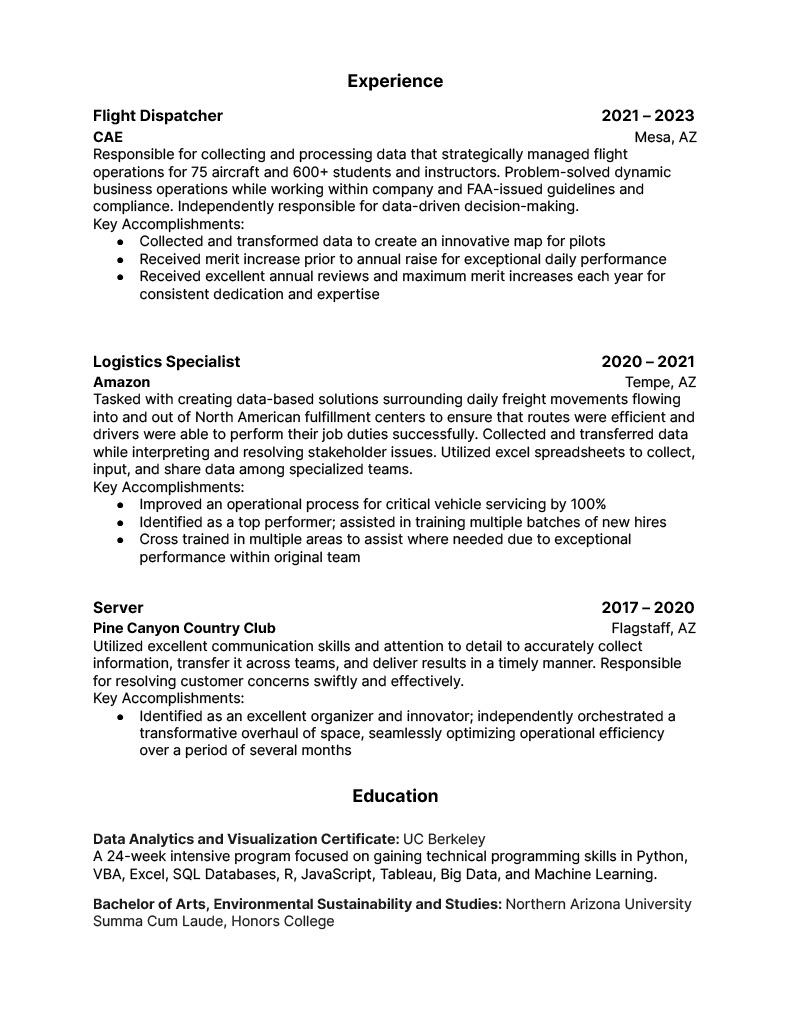 Experience
Flight Dispatcher 2021 – 2023
CAE Mesa, AZ
Responsible for collecting and processing data that strategically managed flight
operations for 75 aircraft and 600+ students and instructors. Problem-solved dynamic
business operations while working within company and FAA-issued guidelines and
compliance. Independently responsible for data-driven decision-making.
Key Accomplishments:
● Collected and transformed data to create an innovative map for pilots
● Received merit increase prior to annual raise for exceptional daily performance
● Received excellent annual reviews and maximum merit increases each year for
consistent dedication and expertise
Logistics Specialist 2020 – 2021
Amazon Tempe, AZ
Tasked with creating data-based solutions surrounding daily freight movements flowing
into and out of North American fulfillment centers to ensure that routes were efficient and
drivers were able to perform their job duties successfully. Collected and transferred data
while interpreting and resolving stakeholder issues. Utilized excel spreadsheets to collect,
input, and share data among specialized teams.
Key Accomplishments:
● Improved an operational process for critical vehicle servicing by 100%
● Identified as a top performer; assisted in training multiple batches of new hires
● Cross trained in multiple areas to assist where needed due to exceptional
performance within original team
Server 2017 – 2020
Pine Canyon Country Club Flagstaff, AZ
Utilized excellent communication skills and attention to detail to accurately collect
information, transfer it across teams, and deliver results in a timely manner. Responsible
for resolving customer concerns swiftly and effectively.
Key Accomplishments:
● Identified as an excellent organizer and innovator; independently orchestrated a
transformative overhaul of space, seamlessly optimizing operational efficiency
over a period of several months
Education
Data Analytics and Visualization Certificate: UC Berkeley
A 24-week intensive program focused on gaining technical programming skills in Python,
VBA, Excel, SQL Databases, R, JavaScript, Tableau, Big Data, and Machine Learning.
Bachelor of Arts, Environmental Sustainability and Studies: Northern Arizona University
Summa Cum Laude, Honors College